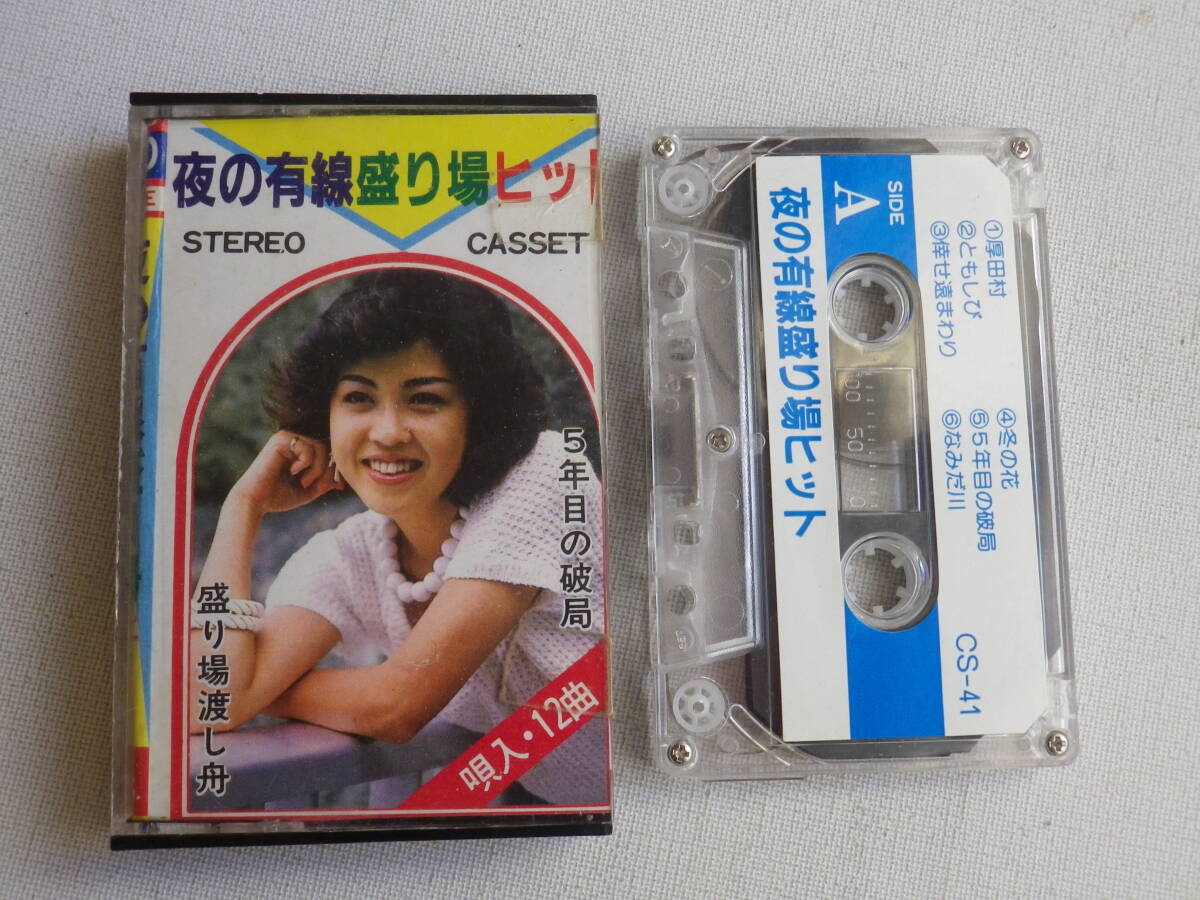 夜の有線盛り場ヒット
STEREO
CASSET
5年目の破局
盛り場渡し舟
唄入・12曲
SIDE
A
夜の有線盛り場ヒット
①厚田村
②ともしび
③倖せ遠まわり
④冬の花
⑤5年目の破局
⑥なみだ川
CS-41
100 50 0